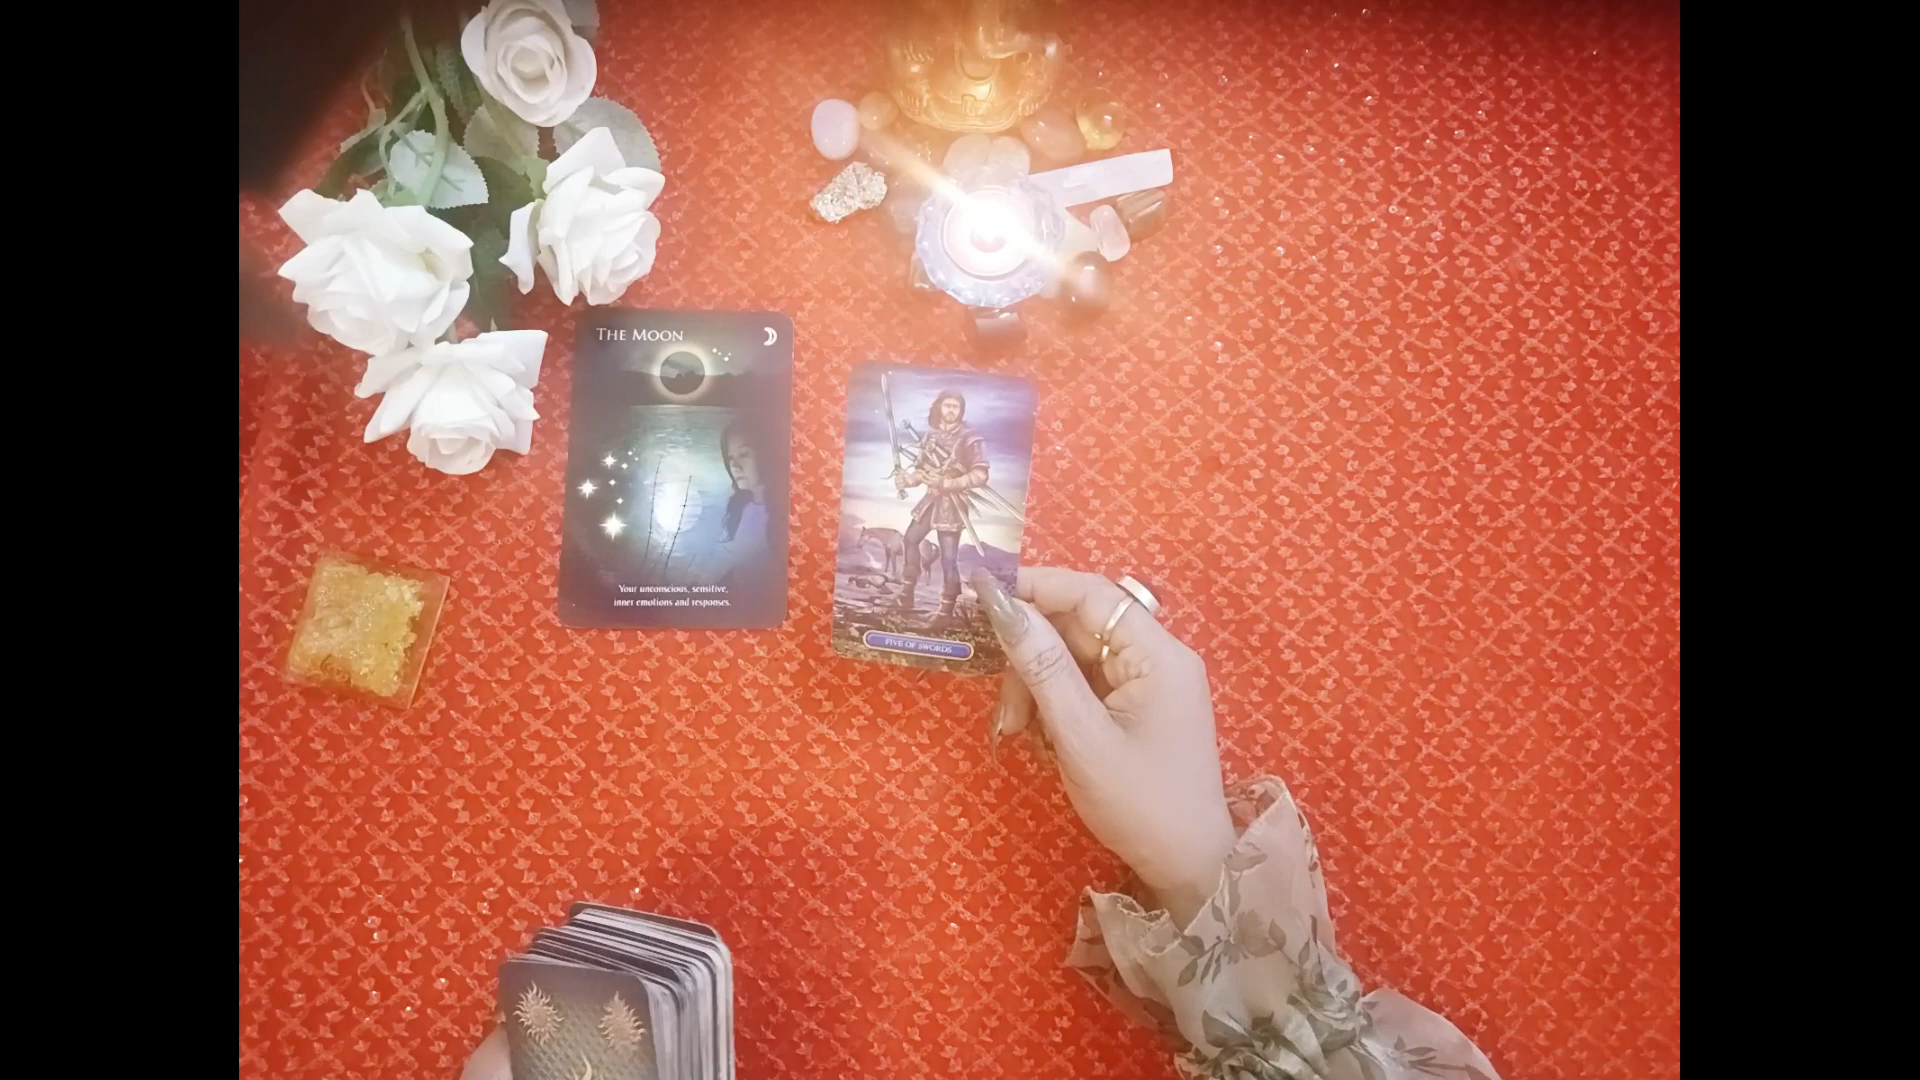 THE MOON
Your unconscious, sensitive,
inner emotions and responses.
FIVE OF SWORDS